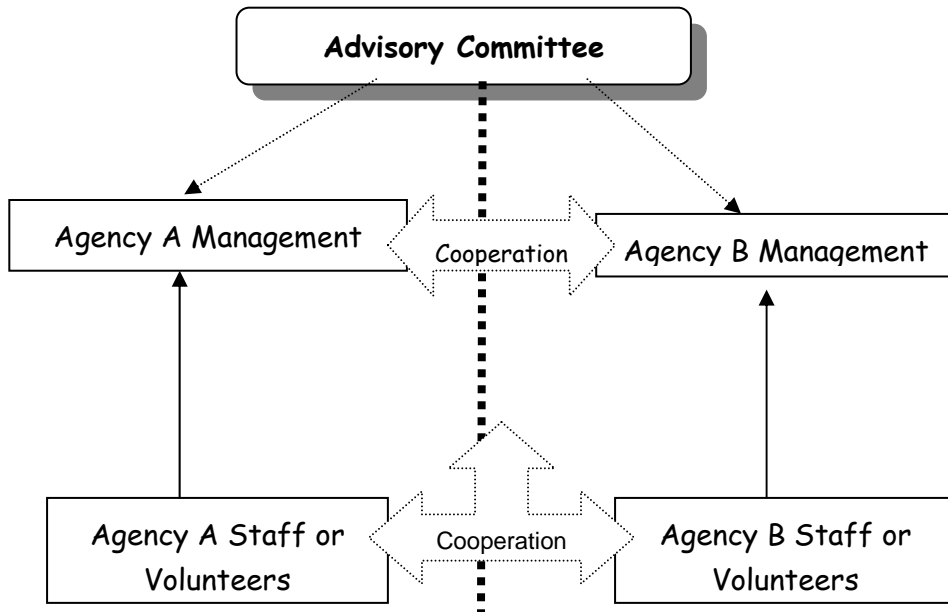 Advisory Committee
Agency A Management
Cooperation
Agency B Management
Agency A Staff or
Volunteers
Cooperation
Agency B Staff or
Volunteers